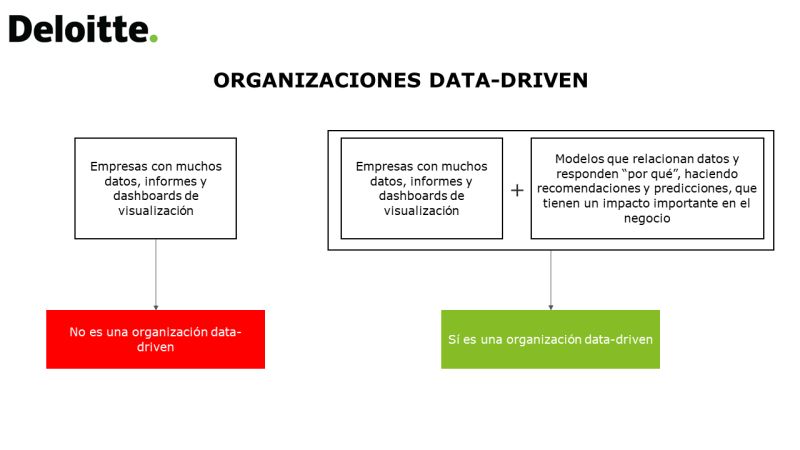 Deloitte.
ORGANIZACIONES DATA-DRIVEN
Empresas con muchos
datos, informes y
dashboards de
visualización
Empresas con muchos
datos, informes y
dashboards de
visualización
+
Modelos que relacionan datos y
responden “por qué”, haciendo
recomendaciones y predicciones, que
tienen un impacto importante en el
negocio
No es una organización data-
driven
Sí es una organización data-driven